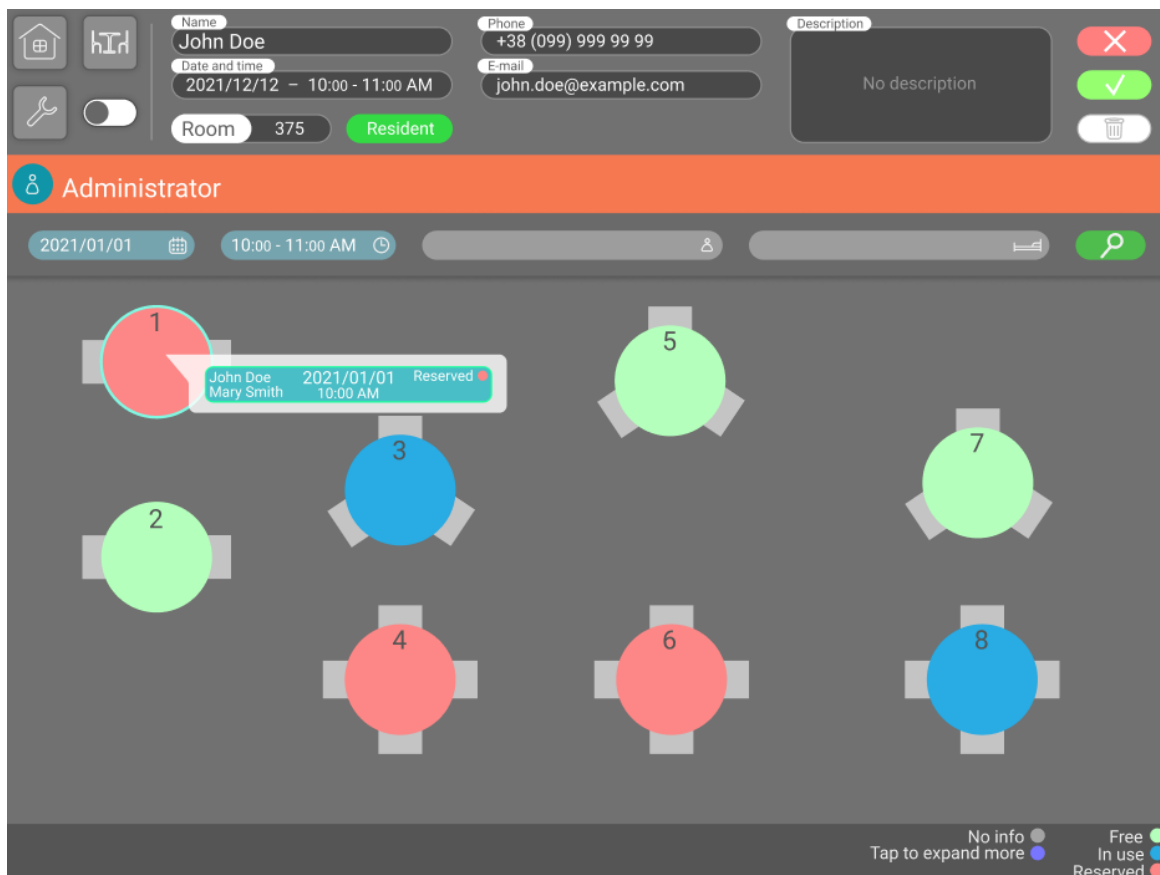 Name
John Doe
Phone
+38 (099) 999 99 99
Description
No description
Date and time
2021/12/12 – 10:00 - 11:00 AM
E-mail
john.doe@example.com
Room 375 Resident
Administrator
2021/01/01 10:00 - 11:00 AM
1
John Doe 2021/01/01 Reserved
Mary Smith 10:00 AM
5
3
7
2
4
6
8
No info Free
Tap to expand more In use
Reserved